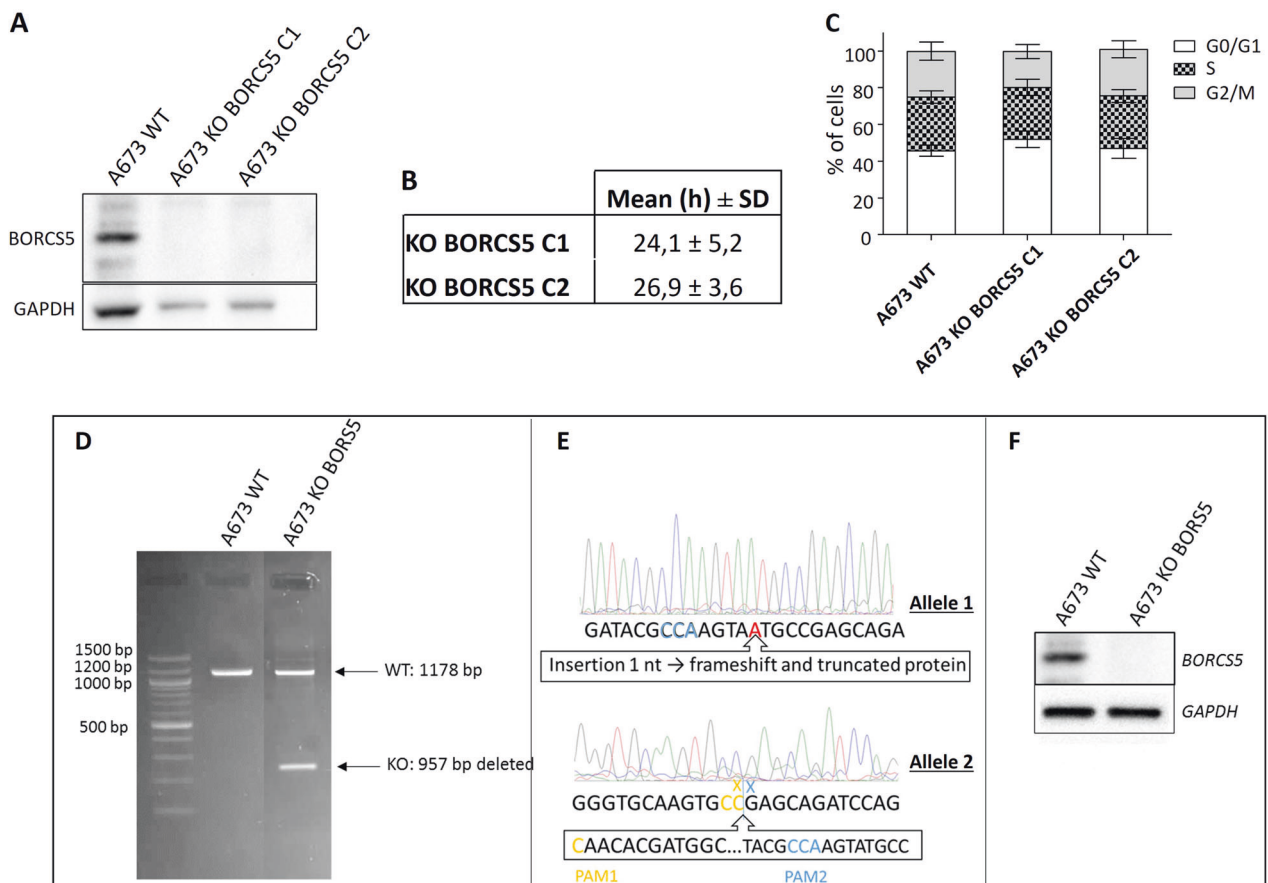 A
A673 WT
A673 KO BORCS5 C1
A673 KO BORCS5 C2
BORCS5
GAPDH
B
Mean (h) ± SD
KO BORCS5 C1 24,1 ± 5,2
KO BORCS5 C2 26,9 ± 3,6
C
% of cells
100
80
60
40
20
0
A673 WT
A673 KO BORCS5 C1
A673 KO BORCS5 C2
G0/G1
S
G2/M
D
A673 WT
A673 KO BORS5
1500 bp
1200 bp
1000 bp
500 bp
WT: 1178 bp
KO: 957 bp deleted
E
Allele 1
GATACGCCAAGTAATGCCGAGCAGA
Insertion 1 nt → frameshift and truncated protein
Allele 2
X X
GGGTGCAAGTGCCGAGCAGATCCAG
CAACACGATGGC...TACGCCAAGTATGCC
PAM1 PAM2
F
A673 WT
A673 KO BORS5
BORCS5
GAPDH